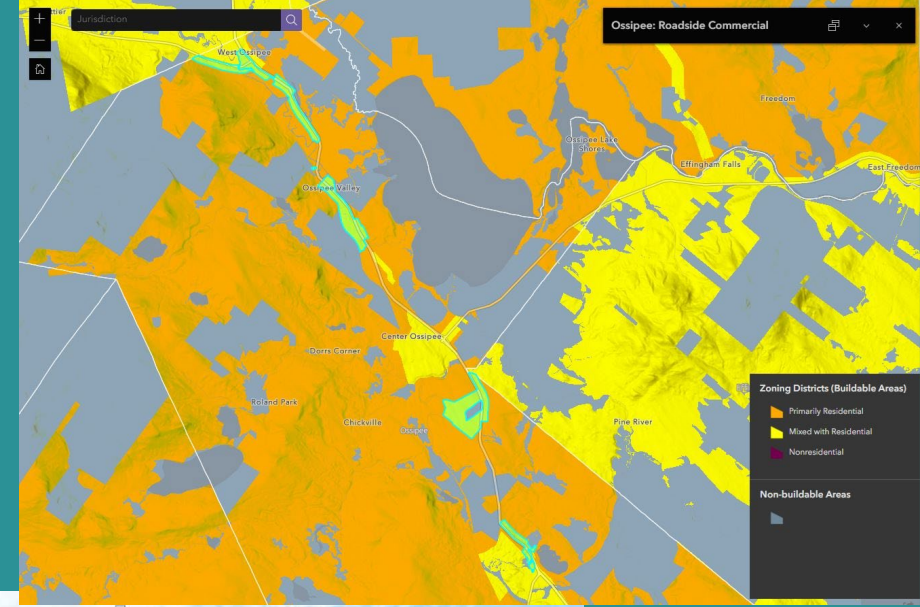 +
Jurisdiction
Ossipee: Roadside Commercial
West Ossipee
Freedom
Ossipee Lake
Shores
Effingham Falls
East Freedom
Ossipee Valley
Center Ossipee
Dorrs Corner
Roland Park
Chickville
Ossipee
Pine River
Zoning Districts (Buildable Areas)
Primarily Residential
Mixed with Residential
Nonresidential
Non-buildable Areas